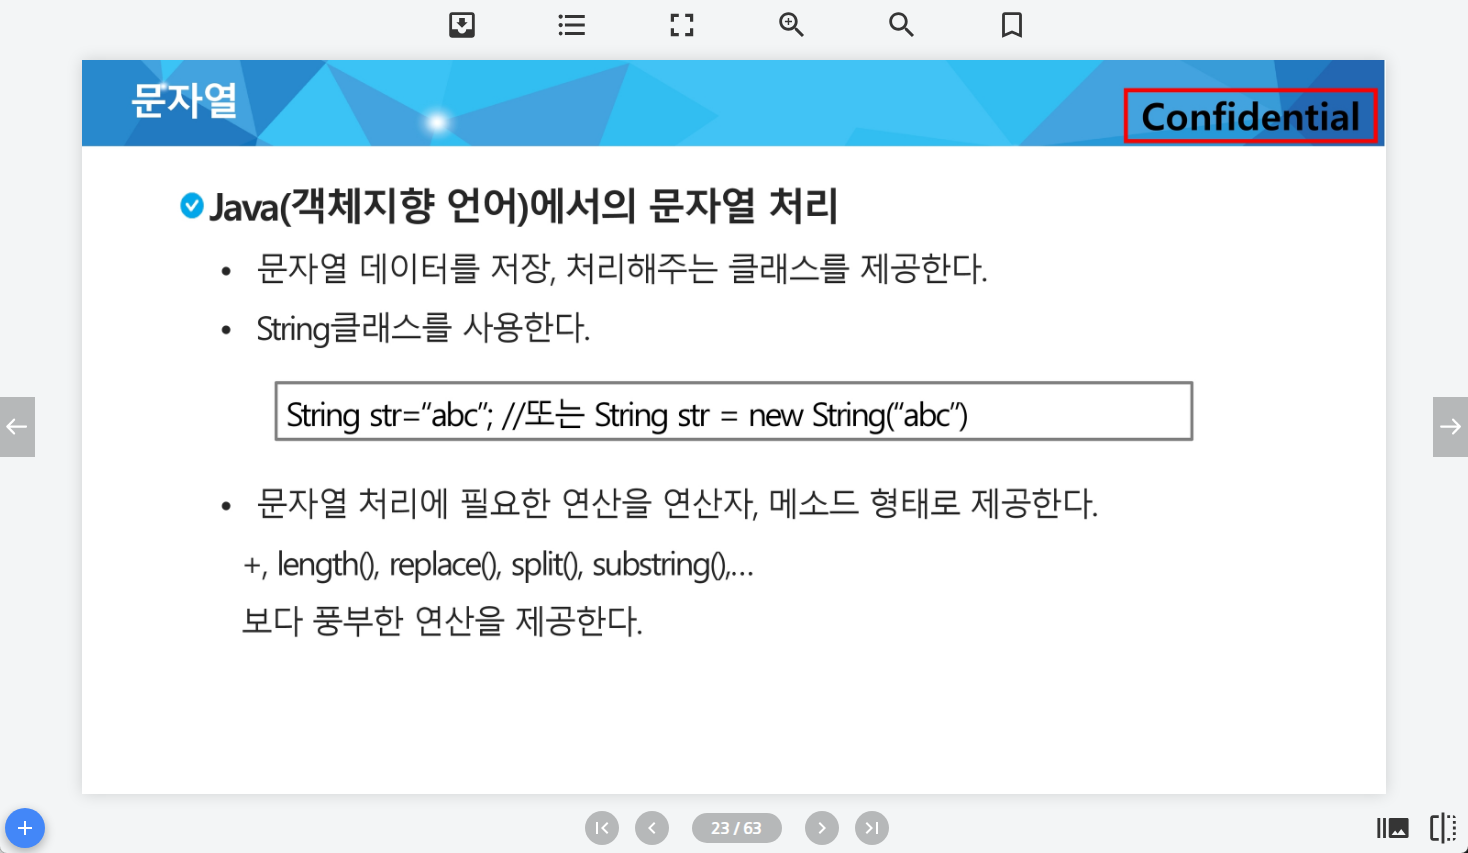 문자열
Confidential
Java(객체지향 언어)에서의 문자열 처리
• 문자열 데이터를 저장, 처리해주는 클래스를 제공한다.
• String클래스를 사용한다.
String str=“abc”; //또는 String str = new String(“abc”)
• 문자열 처리에 필요한 연산을 연산자, 메소드 형태로 제공한다.
+, length(), replace(), split(), substring(),...
보다 풍부한 연산을 제공한다.
23 / 63